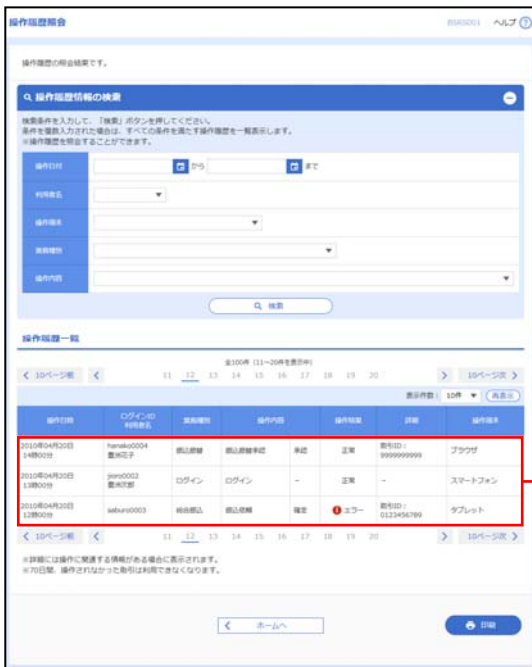 操作履歴照会 BSRS001 ヘルプ ?
操作履歴の照会結果です。
操作履歴情報の検索
検索条件を入力して、「検索」ボタンを押してください。
条件を複数入力された場合は、すべての条件を満たす操作履歴を一覧表示します。
※操作履歴を照会することができます。
操作日付 から まで
利用者名
操作端末
業務種別
操作内容
検索
操作履歴一覧
全100件 (11~20件を表示中)
10ページ前 11 12 13 14 15 16 17 18 19 20 10ページ次
表示件数: 10件 再表示
操作日時 ログインID 利用者名 業務種別 操作内容 操作結果 詳細 操作端末
2010年04月20日 14時00分 hanako0004 豊洲花子 振込振替 振込振替承認 承認 正常 取引ID: 9999999999 ブラウザ
2010年04月20日 13時00分 jioro0002 豊洲次郎 ログイン ログイン - 正常 - スマートフォン
2010年04月20日 12時00分 saburo0003 総合振込 振込依頼 確定 エラー 取引ID: 0123456789 タブレット
10ページ前 11 12 13 14 15 16 17 18 19 20 10ページ次
※詳細には操作に関連する情報がある場合に表示されます。
※70日間、操作されなかった取引は利用できなくなります。
ホームへ 印刷